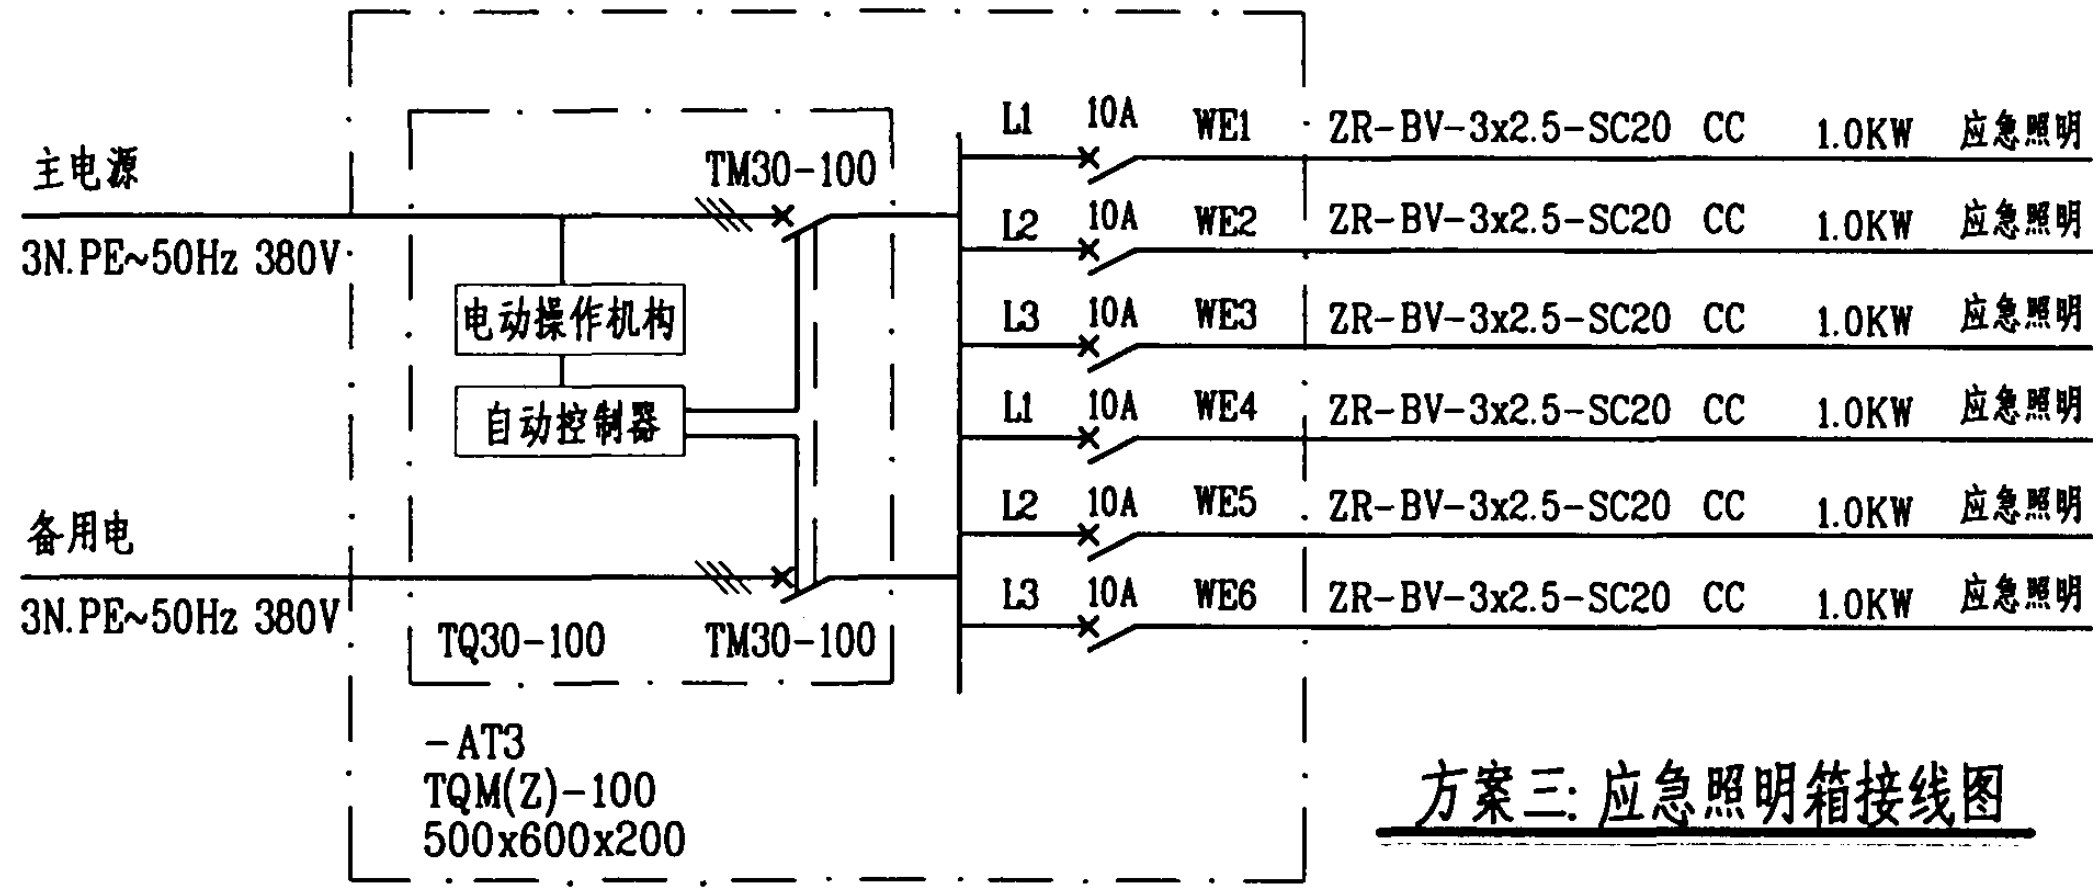 主电源
3N.PE~50Hz 380V
TM30-100
电动操作机构
自动控制器
备用电
3N.PE~50Hz 380V
TQ30-100
TM30-100
-AT3
TQM(Z)-100
500x600x200
L1 10A WE1 ZR-BV-3x2.5-SC20 CC 1.0KW 应急照明
L2 10A WE2 ZR-BV-3x2.5-SC20 CC 1.0KW 应急照明
L3 10A WE3 ZR-BV-3x2.5-SC20 CC 1.0KW 应急照明
L1 10A WE4 ZR-BV-3x2.5-SC20 CC 1.0KW 应急照明
L2 10A WE5 ZR-BV-3x2.5-SC20 CC 1.0KW 应急照明
L3 10A WE6 ZR-BV-3x2.5-SC20 CC 1.0KW 应急照明
方案三:应急照明箱接线图